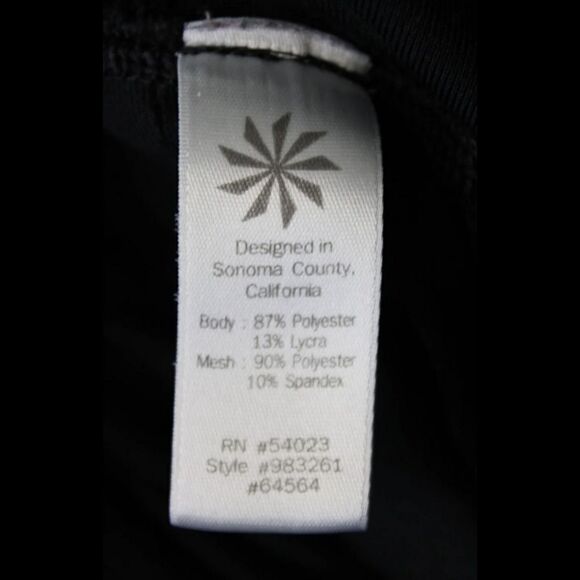 Designed in
Sonoma County,
California
Body : 87% Polyester
13% Lycra
Mesh : 90% Polyester
10% Spandex
RN #54023
Style #983261
#64564